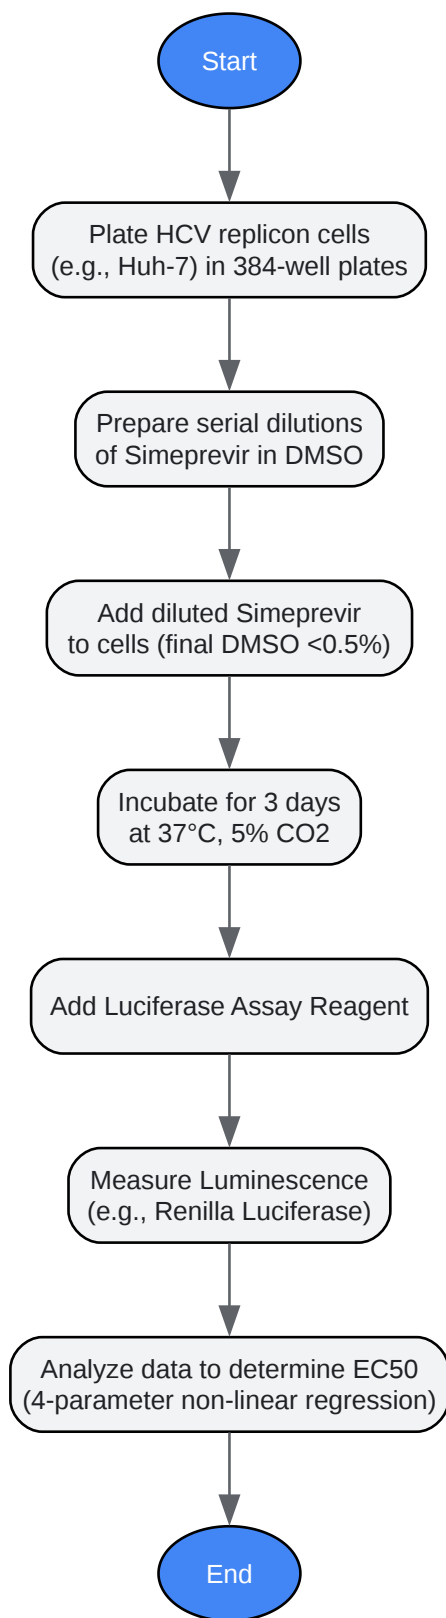 Start
Plate HCV replicon cells
(e.g., Huh-7) in 384-well plates
Prepare serial dilutions
of Simeprevir in DMSO
Add diluted Simeprevir
to cells (final DMSO <0.5%)
Incubate for 3 days
at 37°C, 5% CO2
Add Luciferase Assay Reagent
Measure Luminescence
(e.g., Renilla Luciferase)
Analyze data to determine EC50
(4-parameter non-linear regression)
End